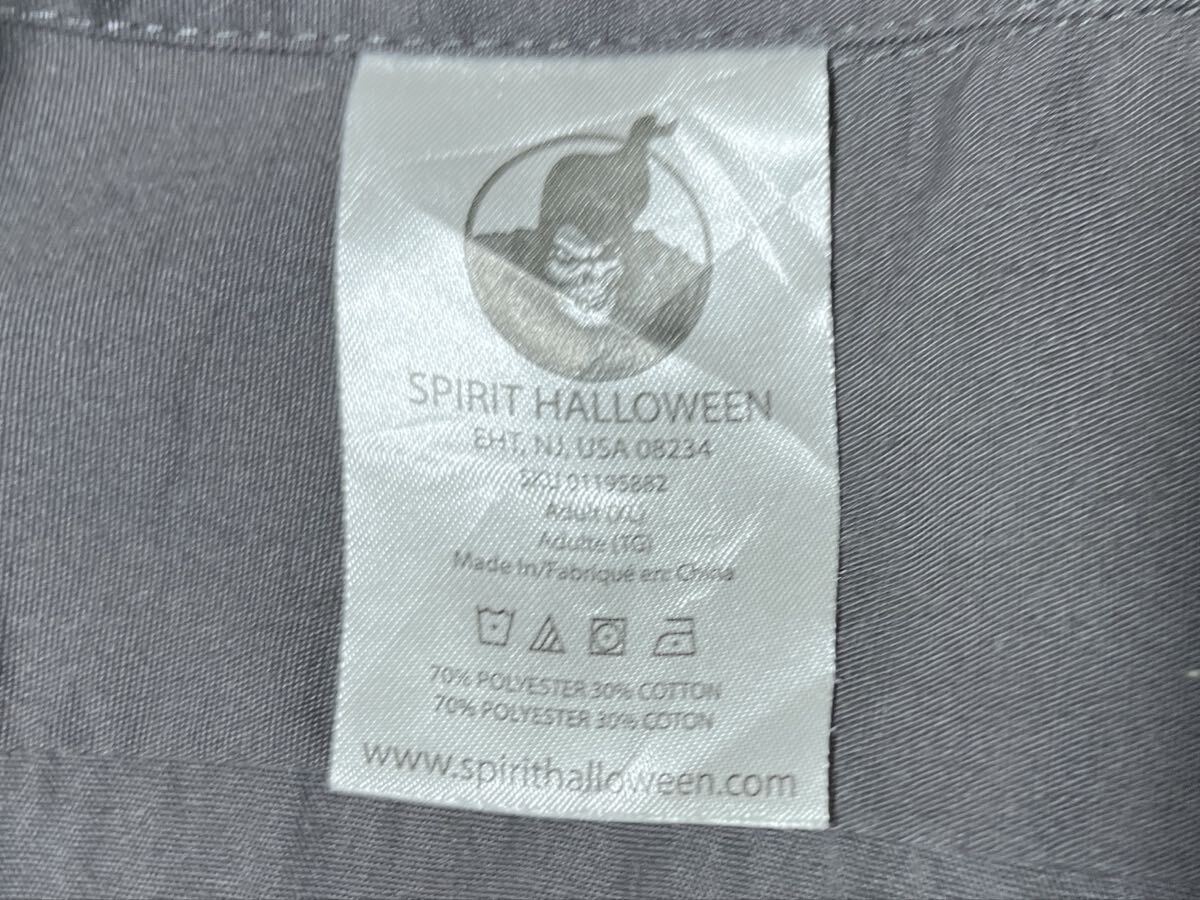 SPIRIT HALLOWEEN
EHT, NJ, USA 08234
SKU 01195882
Adult (XL)
Adulte (TG)
Made In/Fabriqué en: China
70% POLYESTER 30% COTTON
70% POLYESTER 30% COTON
www.spirithalloween.com